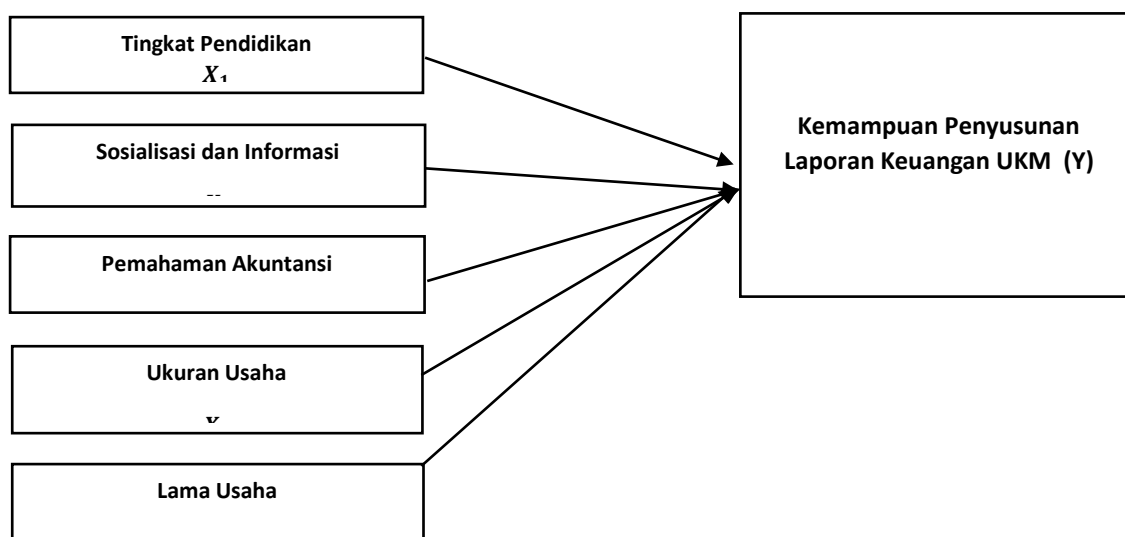 Tingkat Pendidikan
X₁
Sosialisasi dan Informasi
Pemahaman Akuntansi
Ukuran Usaha
Lama Usaha
Kemampuan Penyusunan
Laporan Keuangan UKM (Y)